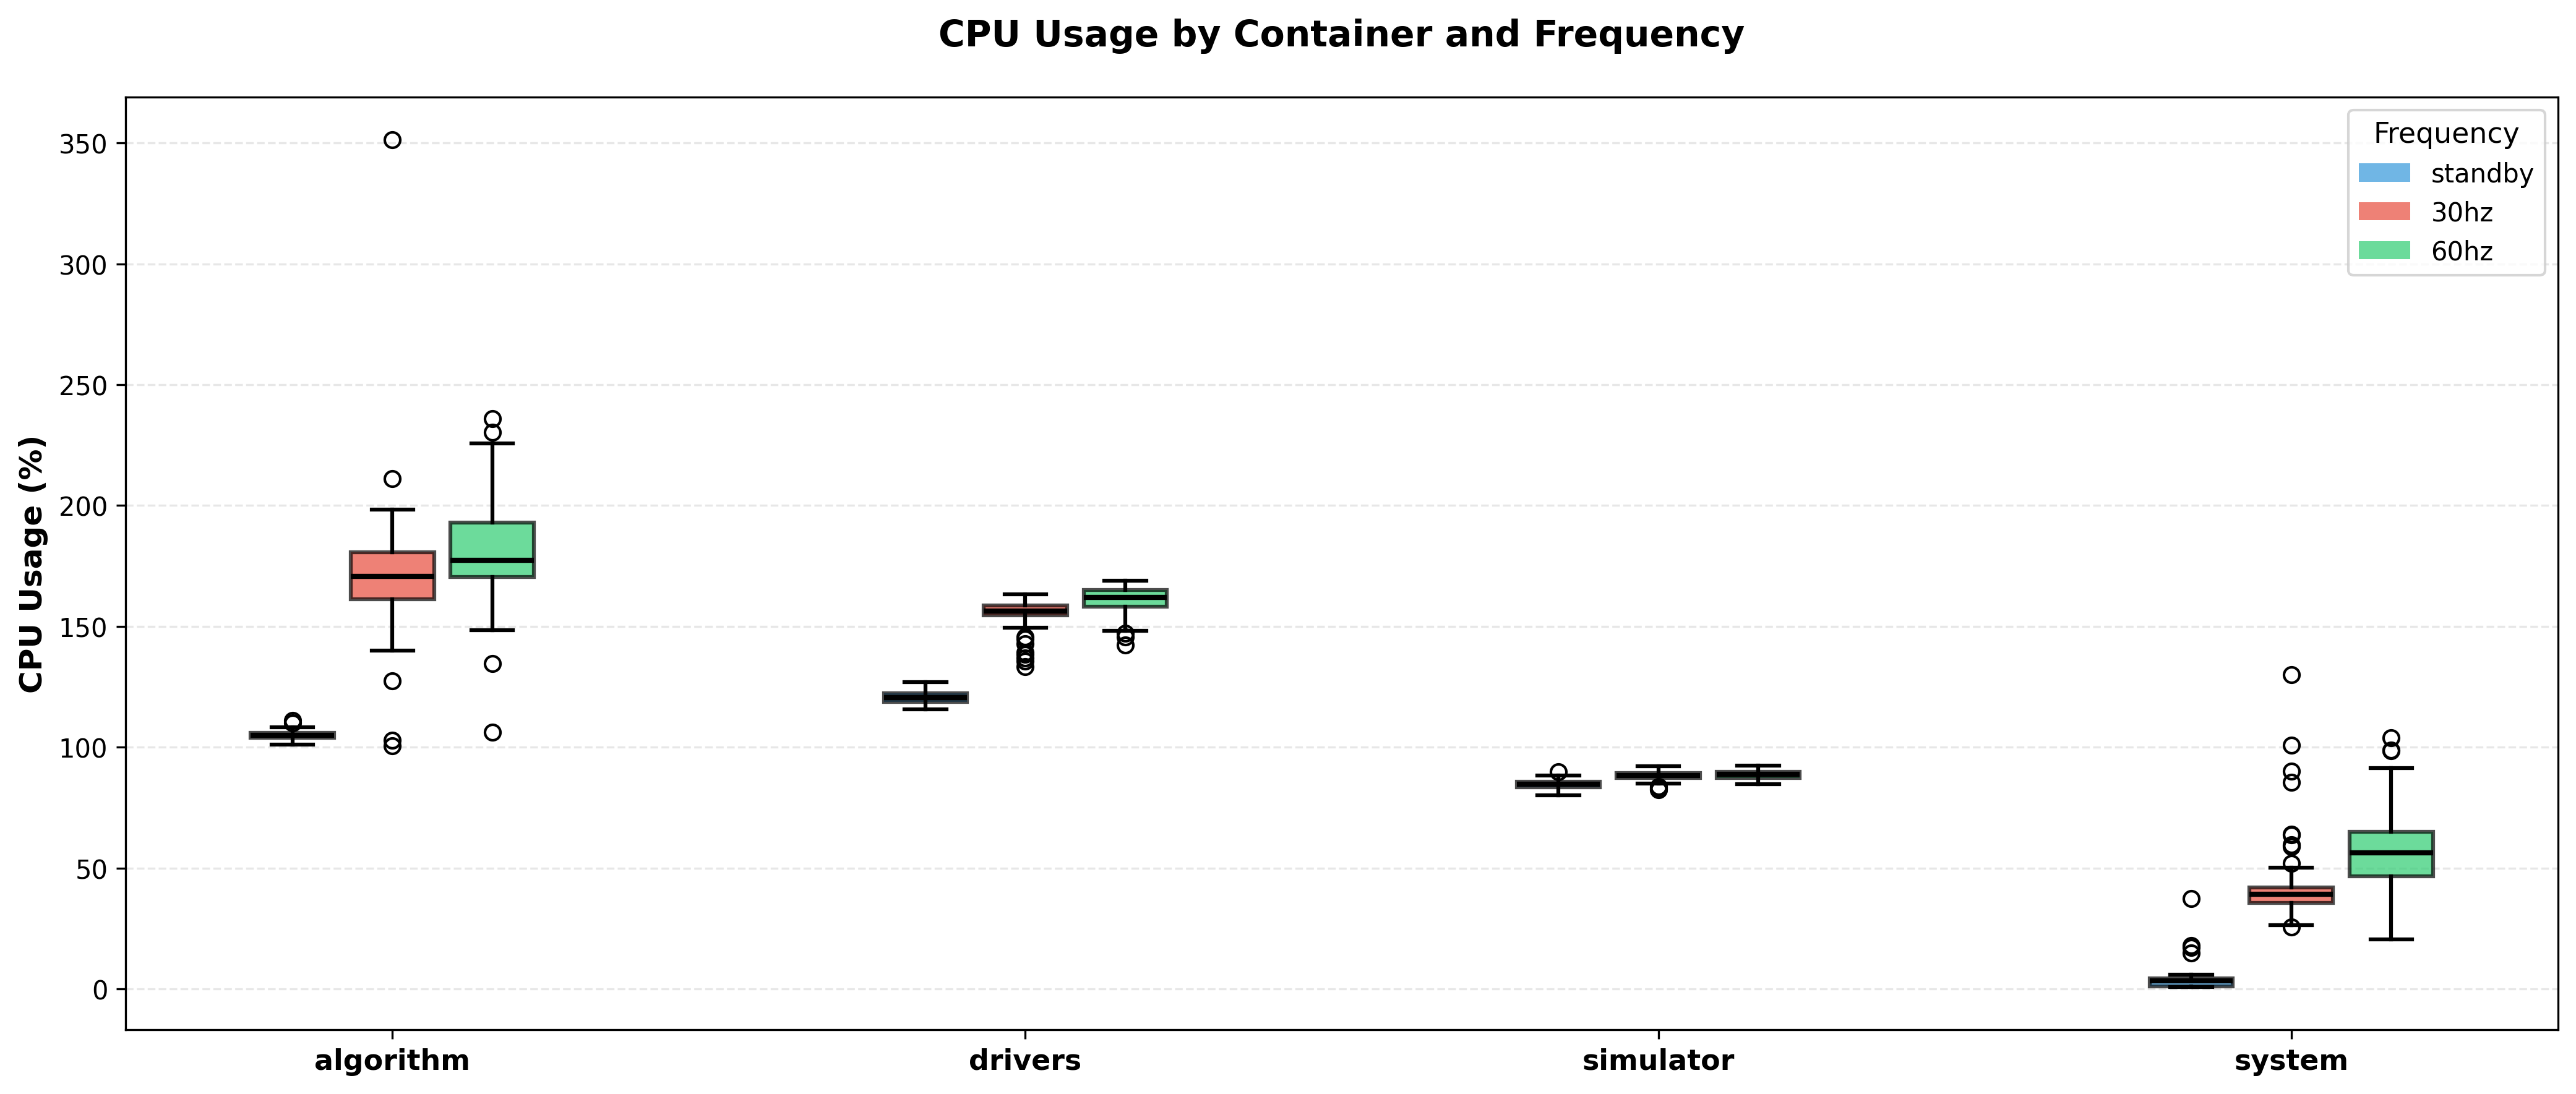 CPU Usage by Container and Frequency
CPU Usage (%)
350
300
250
200
150
100
50
0
Frequency
standby
30hz
60hz
algorithm
drivers
simulator
system